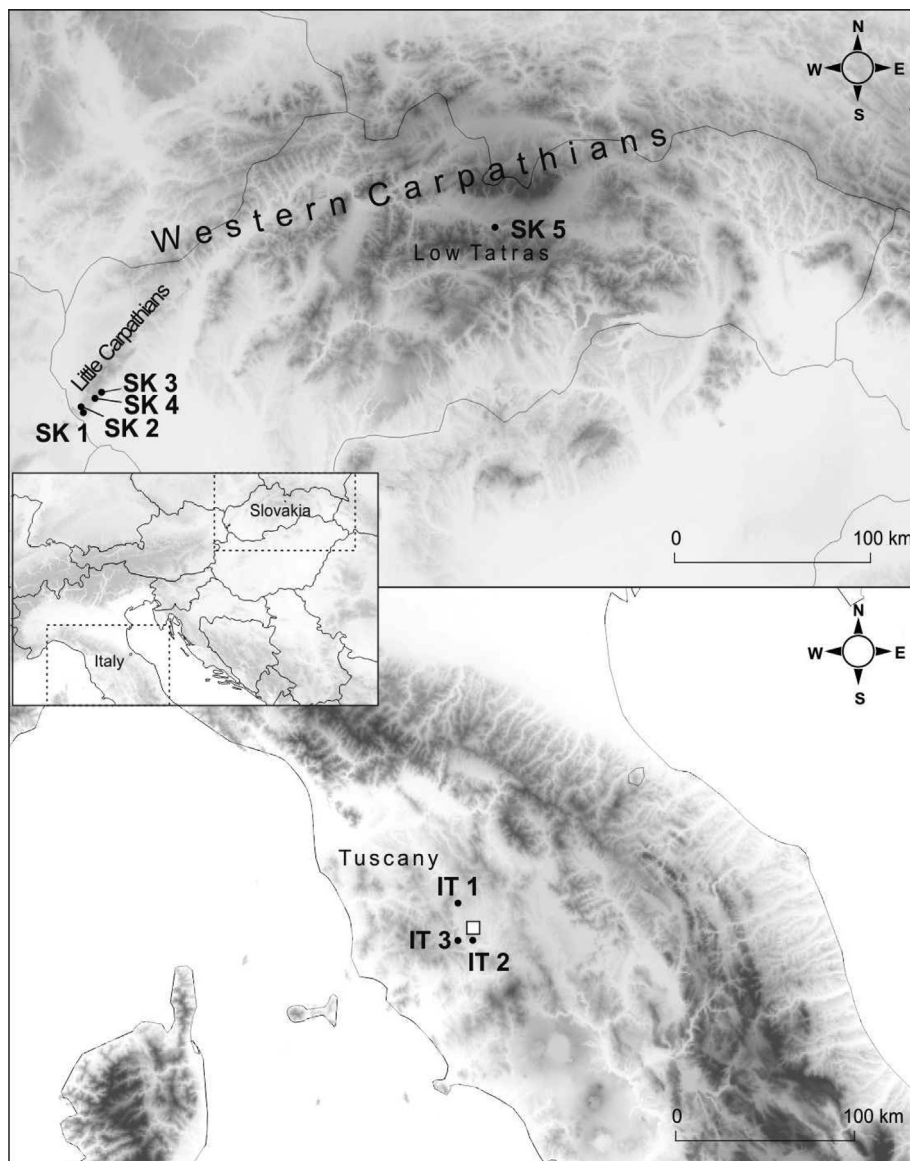 N
W E
S
Western Carpathians
SK 5
Low Tatras
Little Carpathians
SK 3
SK 4
SK 1 SK 2
Slovakia
0 100 km
Italy
N
W E
S
Tuscany
IT 1
IT 3
IT 2
0 100 km